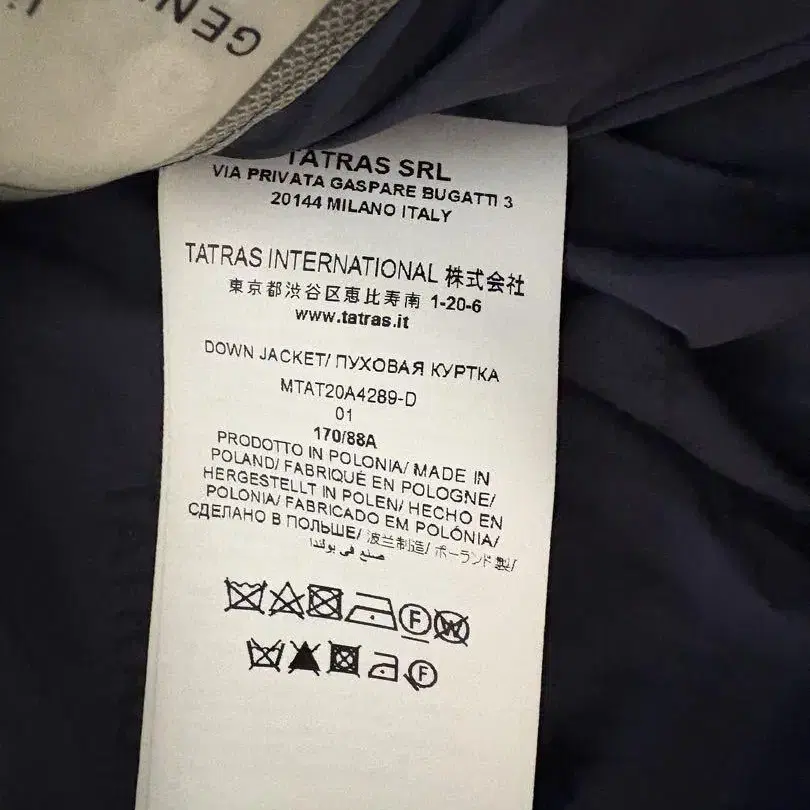 GEN
TATRAS SRL
VIA PRIVATA GASPARE BUGATTI 3
20144 MILANO ITALY
TATRAS INTERNATIONAL 株式会社
東京都渋谷区恵比寿南 1-20-6
www.tatras.it
DOWN JACKET/ ПУХОВАЯ КУРТКА
MTAT20A4289-D
01
170/88A
PRODOTTO IN POLONIA/ MADE IN
POLAND/ FABRIQUÉ EN POLOGNE/
HERGESTELLT IN POLEN/ HECHO EN
POLONIA/ FABRICADO EM POLÓNIA/
СДЕЛАНО В ПОЛЬШЕ/ 波兰制造/ ポーランド製/
صنع في بولندا
F W
F